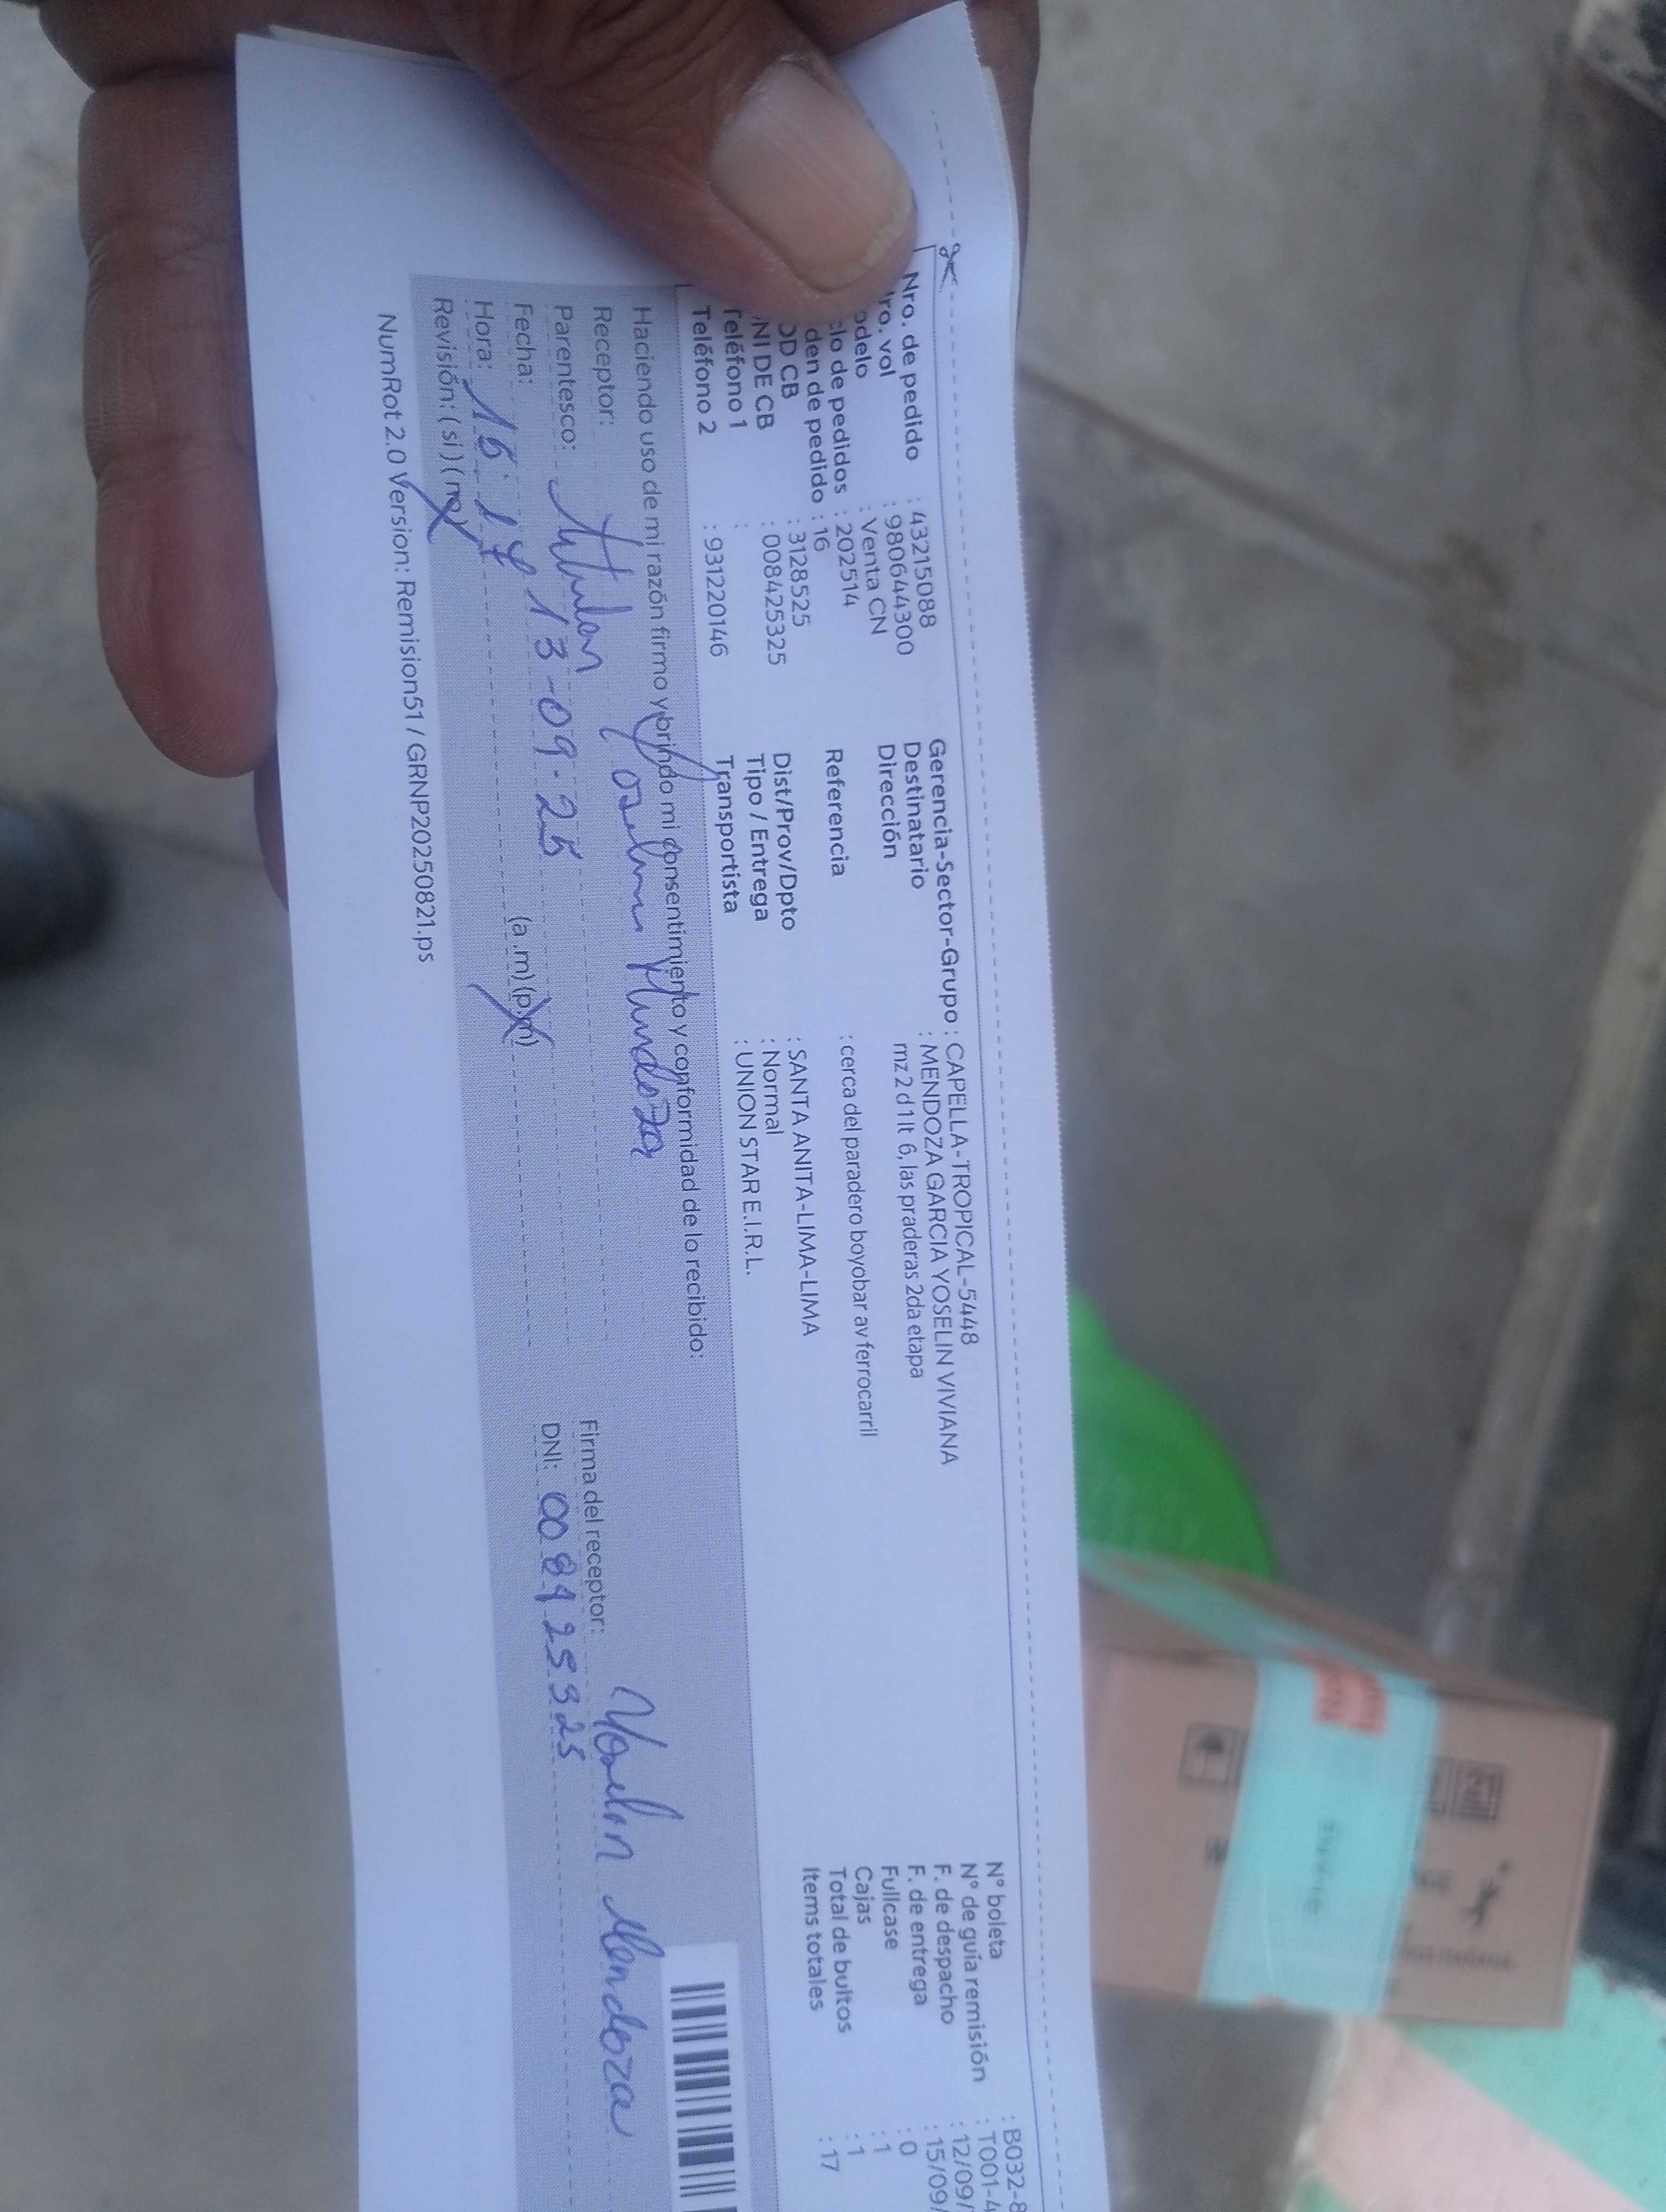 Nro. de pedido : 43215088
ro. vol : 980644300
odelo : Venta CN
clo de pedidos : 202514
den de pedido : 16
OD CB : 3128525
NI DE CB : 008425325
Teléfono 1 :
Teléfono 2 : 931220146
Gerencia-Sector-Grupo : CAPELLA-TROPICAL-5448
Destinatario : MENDOZA GARCIA YOSELIN VIVIANA
Dirección mz 2 d 1 lt 6, las praderas 2da etapa
Referencia : cerca del paradero boyobar av ferrocarril
Dist/Prov/Dpto : SANTA ANITA-LIMA-LIMA
Tipo / Entrega : Normal
Transportista : UNION STAR E.I.R.L.
N° boleta : B032-8
N° de guía remisión : T001-4
F. de despacho : 12/09/
F. de entrega : 15/09/
Fullcase : 0
Cajas : 1
Total de bultos : 1
Items totales : 17
Haciendo uso de mi razón firmo y brindo mi consentimiento y conformidad de lo recibido:
Receptor: Yoselin Mendoza
Parentesco: titular
Fecha: 13-09-25
Hora: 16:17 (a.m) (p.m)
Revisión: ( si ) ( no )
Firma del receptor: Yoselin Mendoza
DNI: 008425325
NumRot 2.0 Version: Remision51 / GRNP20250821.ps